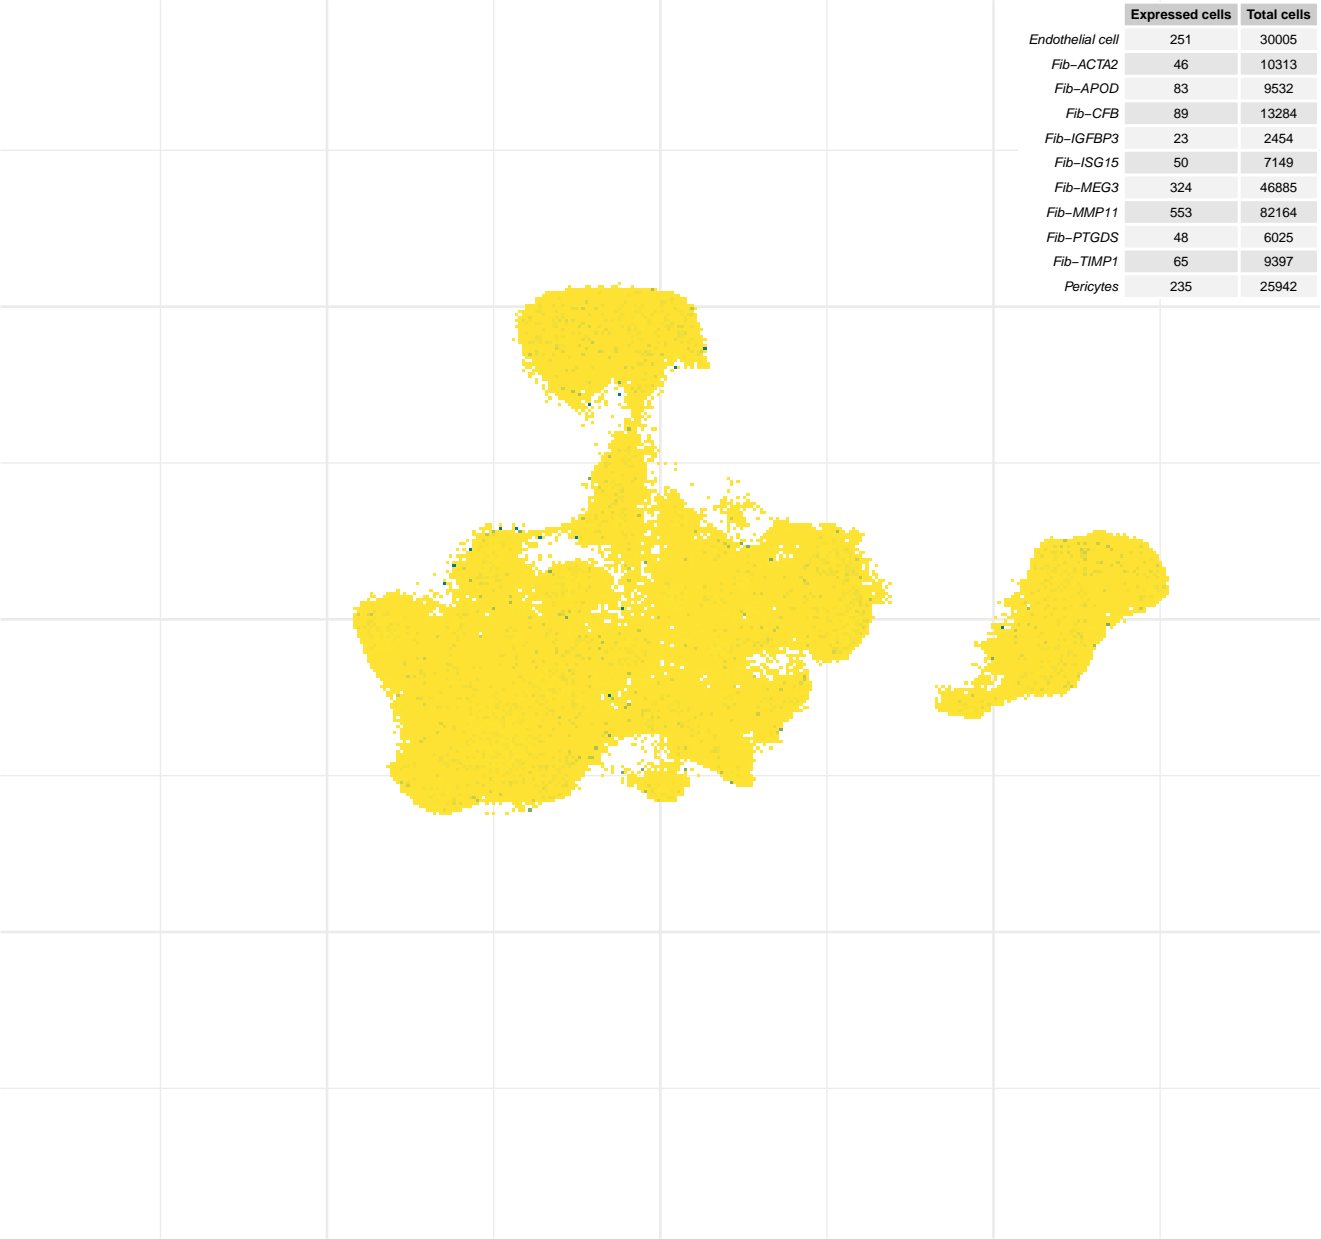 Expressed cells Total cells
Endothelial cell 251 30005
Fib−ACTA2 46 10313
Fib−APOD 83 9532
Fib−CFB 89 13284
Fib−IGFBP3 23 2454
Fib−ISG15 50 7149
Fib−MEG3 324 46885
Fib−MMP11 553 82164
Fib−PTGDS 48 6025
Fib−TIMP1 65 9397
Pericytes 235 25942